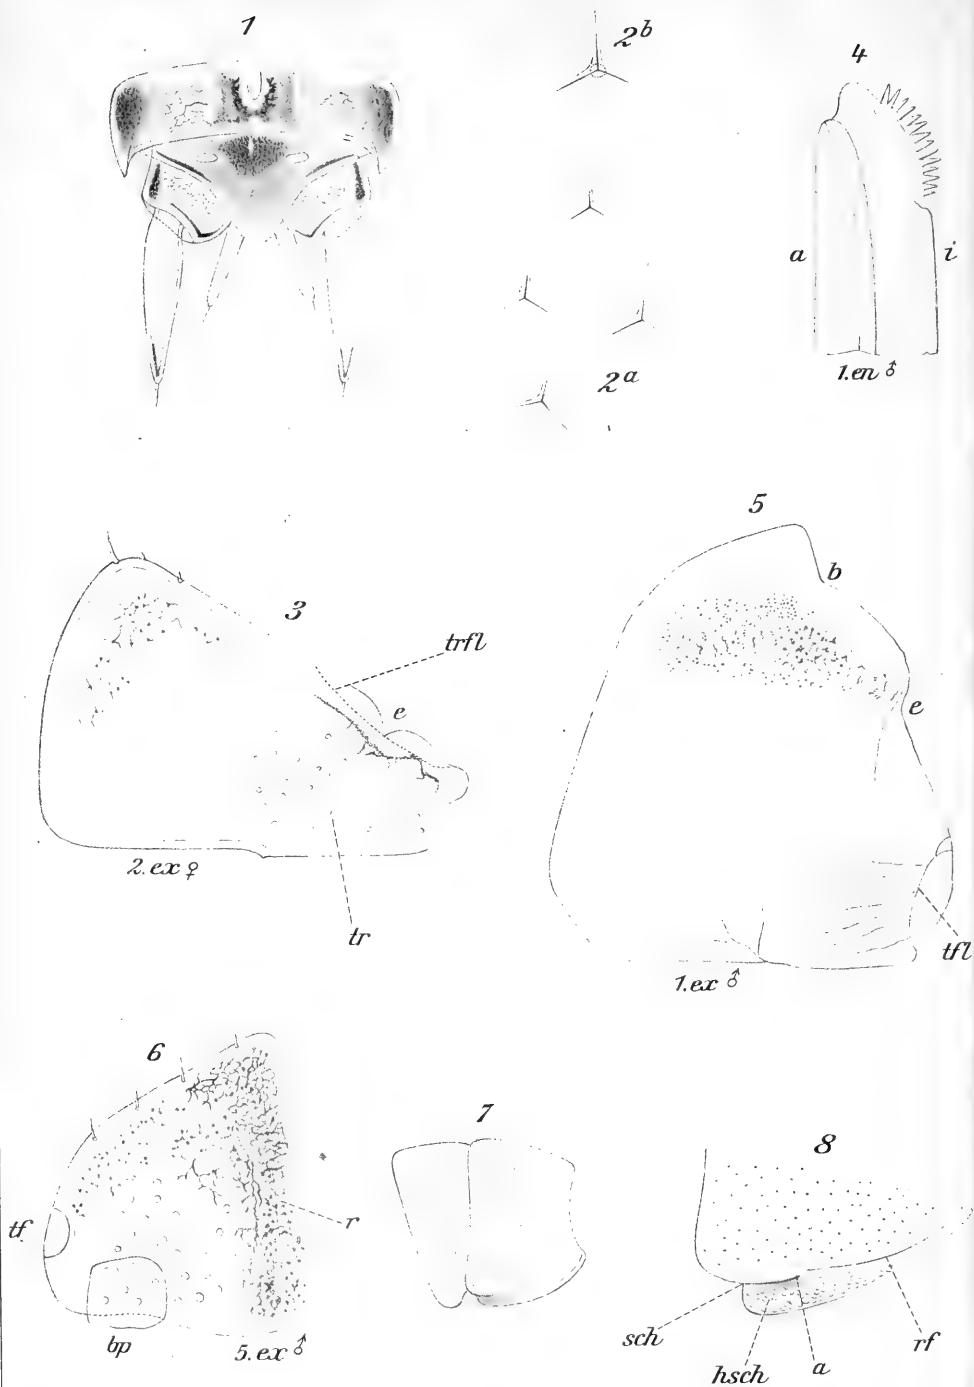 1
2b
4
a
i
1.en ♂
2a
3
trfl
e
2. ex ♀
tr
5
b
e
tfl
1. ex ♂
6
tf
r
bp
5. ex ♂
7
8
sch
hsch
a
rf